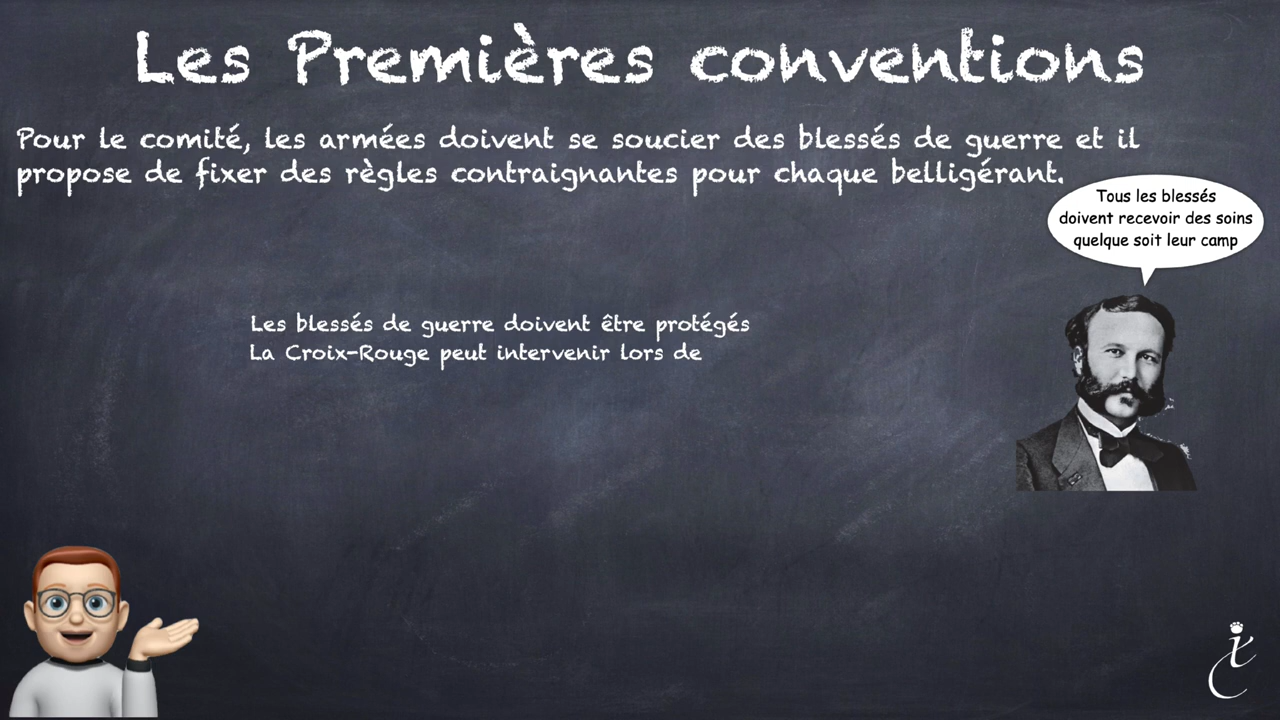 Les Premières conventions
Pour le comité, les armées doivent se soucier des blessés de guerre et il
propose de fixer des règles contraignantes pour chaque belligérant.
Tous les blessés
doivent recevoir des soins
quelque soit leur camp
Les blessés de guerre doivent être protégés
La Croix-Rouge peut intervenir lors de